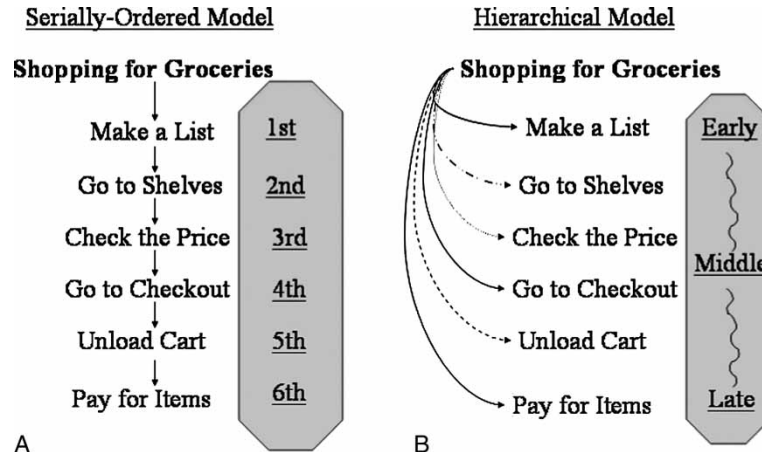 Serially-Ordered Model
Shopping for Groceries
Make a List
1st
Go to Shelves
2nd
Check the Price
3rd
Go to Checkout
4th
Unload Cart
5th
Pay for Items
6th
A
Hierarchical Model
Shopping for Groceries
Make a List
Early
Go to Shelves
Check the Price
Middle
Go to Checkout
Unload Cart
Pay for Items
Late
B